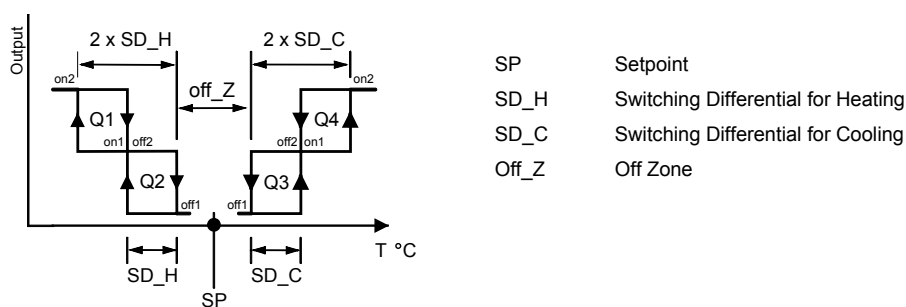 Output
2 x SD_H
2 x SD_C
off_Z
on2
on2
Q1
Q4
on1 off2
off2 on1
Q2
Q3
off1
off1
T °C
SD_H
SD_C
SP
SP Setpoint
SD_H Switching Differential for Heating
SD_C Switching Differential for Cooling
Off_Z Off Zone